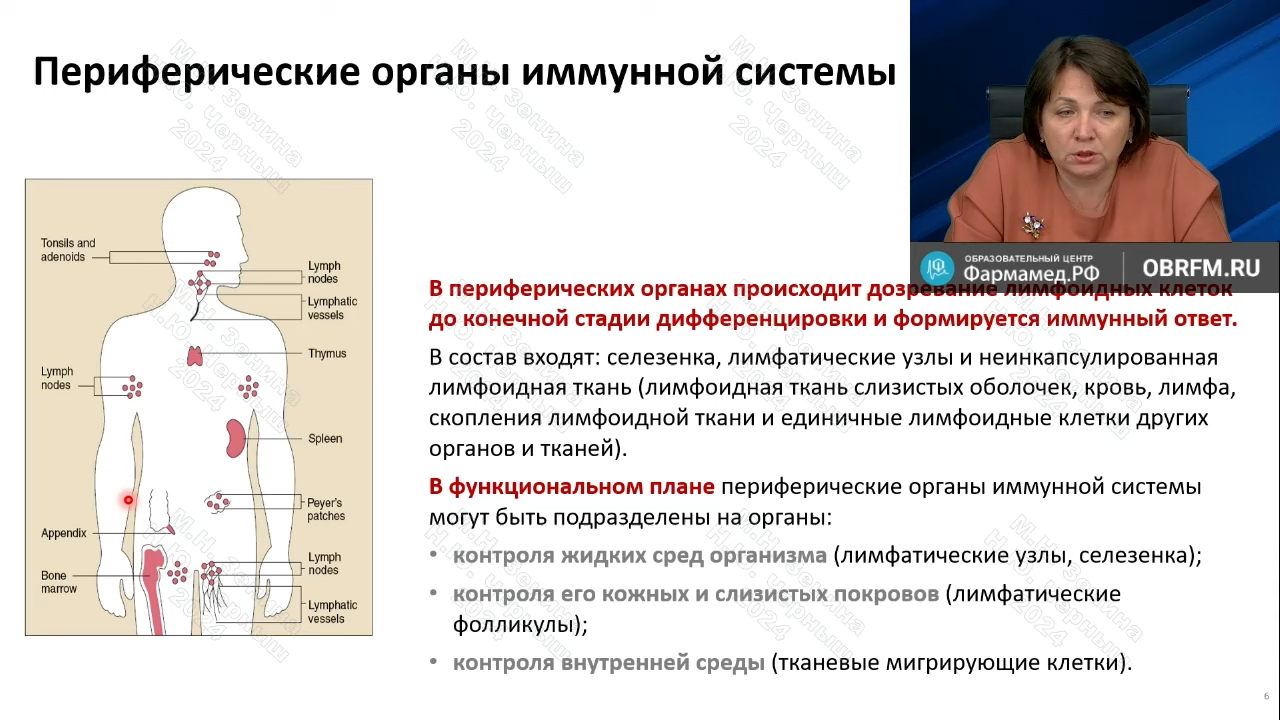 Периферические органы иммунной системы
ОБРАЗОВАТЕЛЬНЫЙ ЦЕНТР
Фармамед.РФ
OBRFM.RU
Tonsils and
adenoids
Lymph
nodes
Lymphatic
vessels
Thymus
Lymph
nodes
Spleen
Peyer's
patches
Appendix
Lymph
nodes
Bone
marrow
Lymphatic
vessels
В периферических органах происходит дозревание лимфоидных клеток
до конечной стадии дифференцировки и формируется иммунный ответ.
В состав входят: селезенка, лимфатические узлы и неинкапсулированная
лимфоидная ткань (лимфоидная ткань слизистых оболочек, кровь, лимфа,
скопления лимфоидной ткани и единичные лимфоидные клетки других
органов и тканей).
В функциональном плане периферические органы иммунной системы
могут быть подразделены на органы:
• контроля жидких сред организма (лимфатические узлы, селезенка);
• контроля его кожных и слизистых покровов (лимфатические
фолликулы);
• контроля внутренней среды (тканевые мигрирующие клетки).
6
М.Н. Зенина
Н.Ю. Черныш
2024